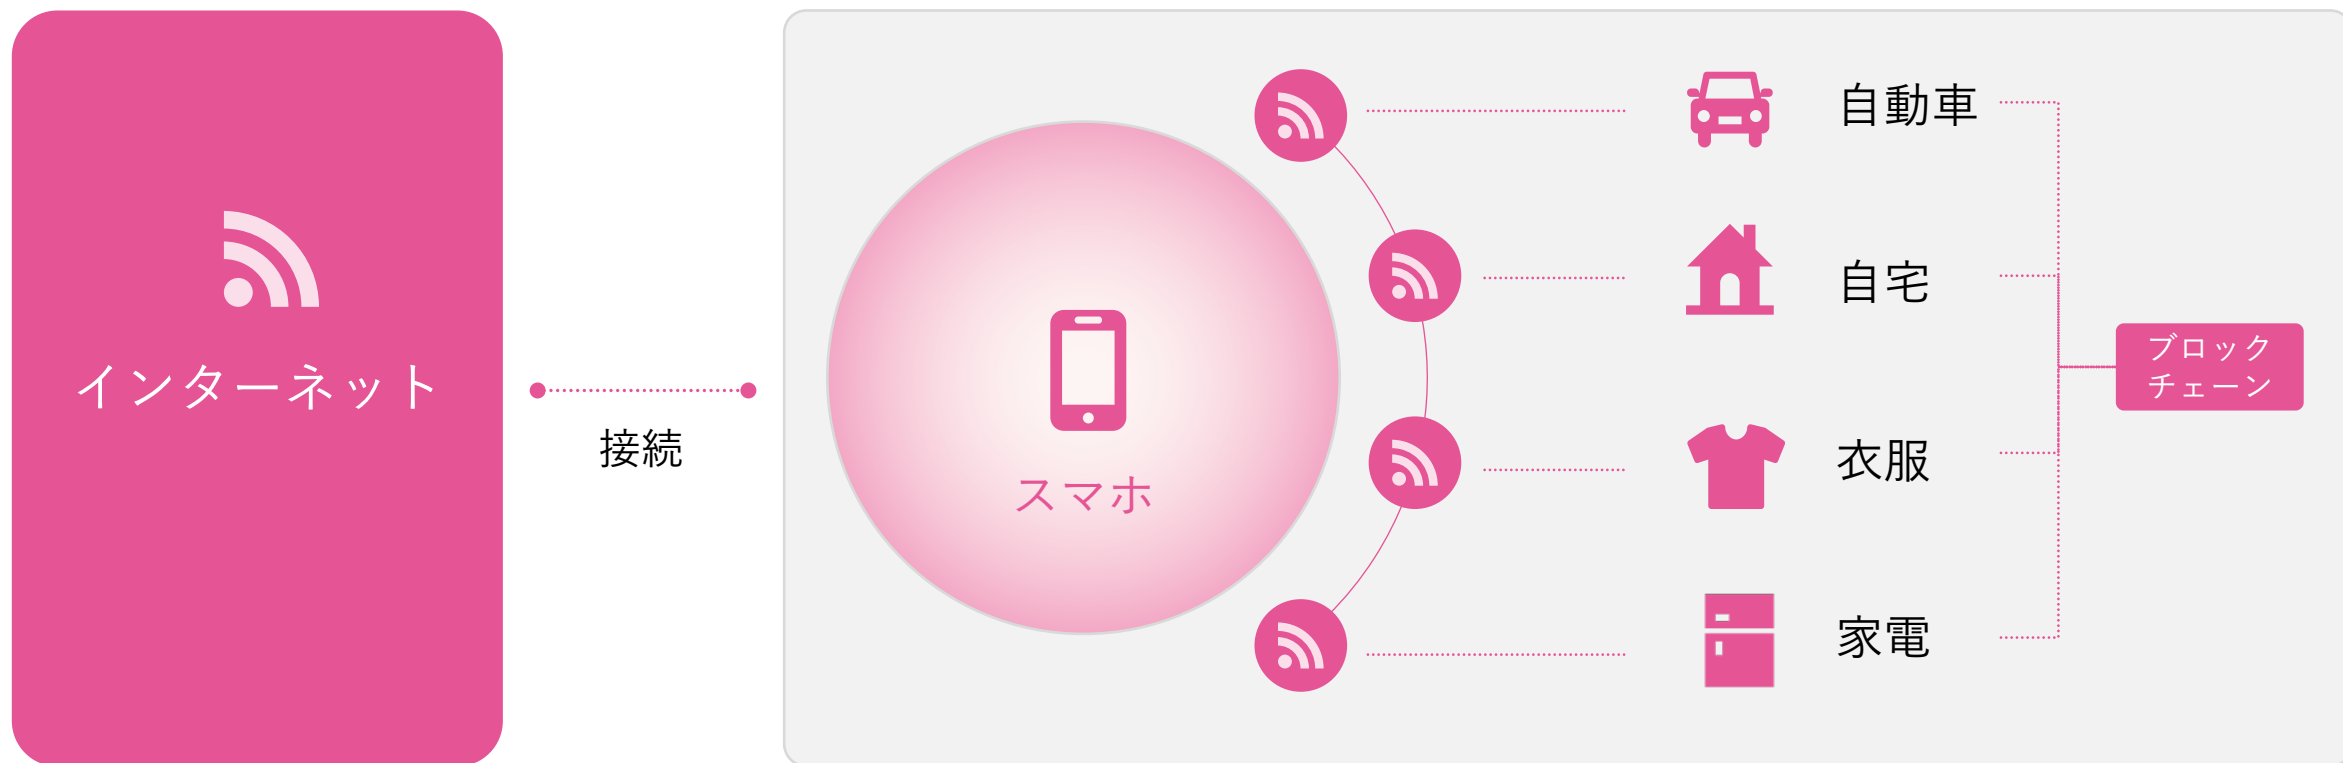 インターネット
接続
スマホ
自動車
自宅
衣服
家電
ブロック
チェーン